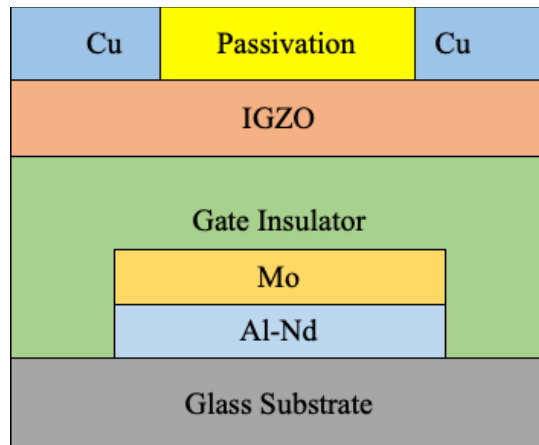 Cu Passivation Cu
IGZO
Gate Insulator
Mo
Al-Nd
Glass Substrate